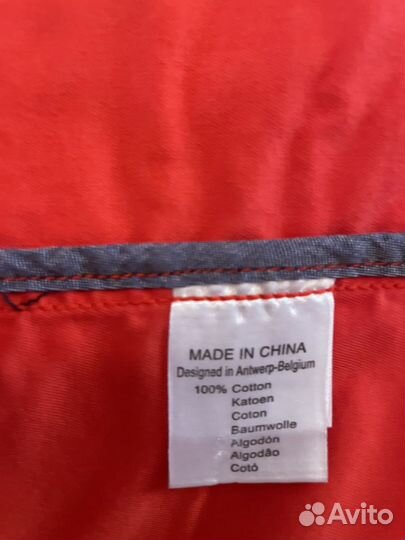 MADE IN CHINA
Designed in Antwerp-Belgium
100% Cotton
Katoen
Coton
Baumwolle
Algodón
Algodão
Cotó
Avito